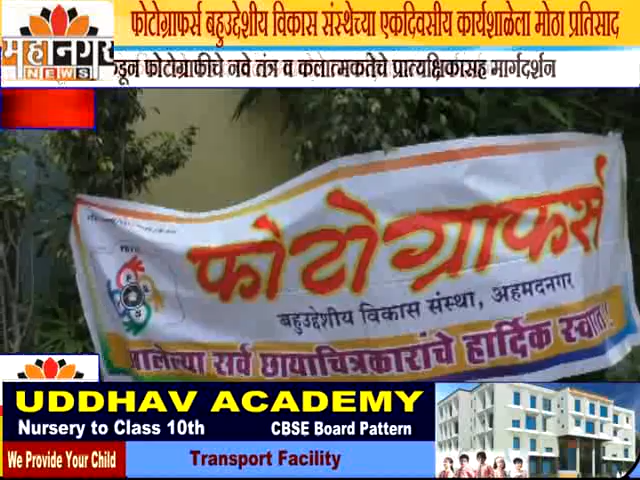 फोटोग्राफर्स बहुउद्देशीय विकास संस्थेच्या एकदिवसीय कार्यशाळेला मोठा प्रतिसाद
महानगर
NEWS
फोटोग्राफीचे नवे तंत्र व कलात्मकतेचे प्रात्यक्षिकासह मार्गदर्शन
फोटोग्राफर्स
बहुउद्देशीय विकास संस्था, अहमदनगर
सर्व छायाचित्रकारांचे हार्दिक स्वागत !!
UDDHAV ACADEMY
Nursery to Class 10th CBSE Board Pattern
We Provide Your Child Transport Facility